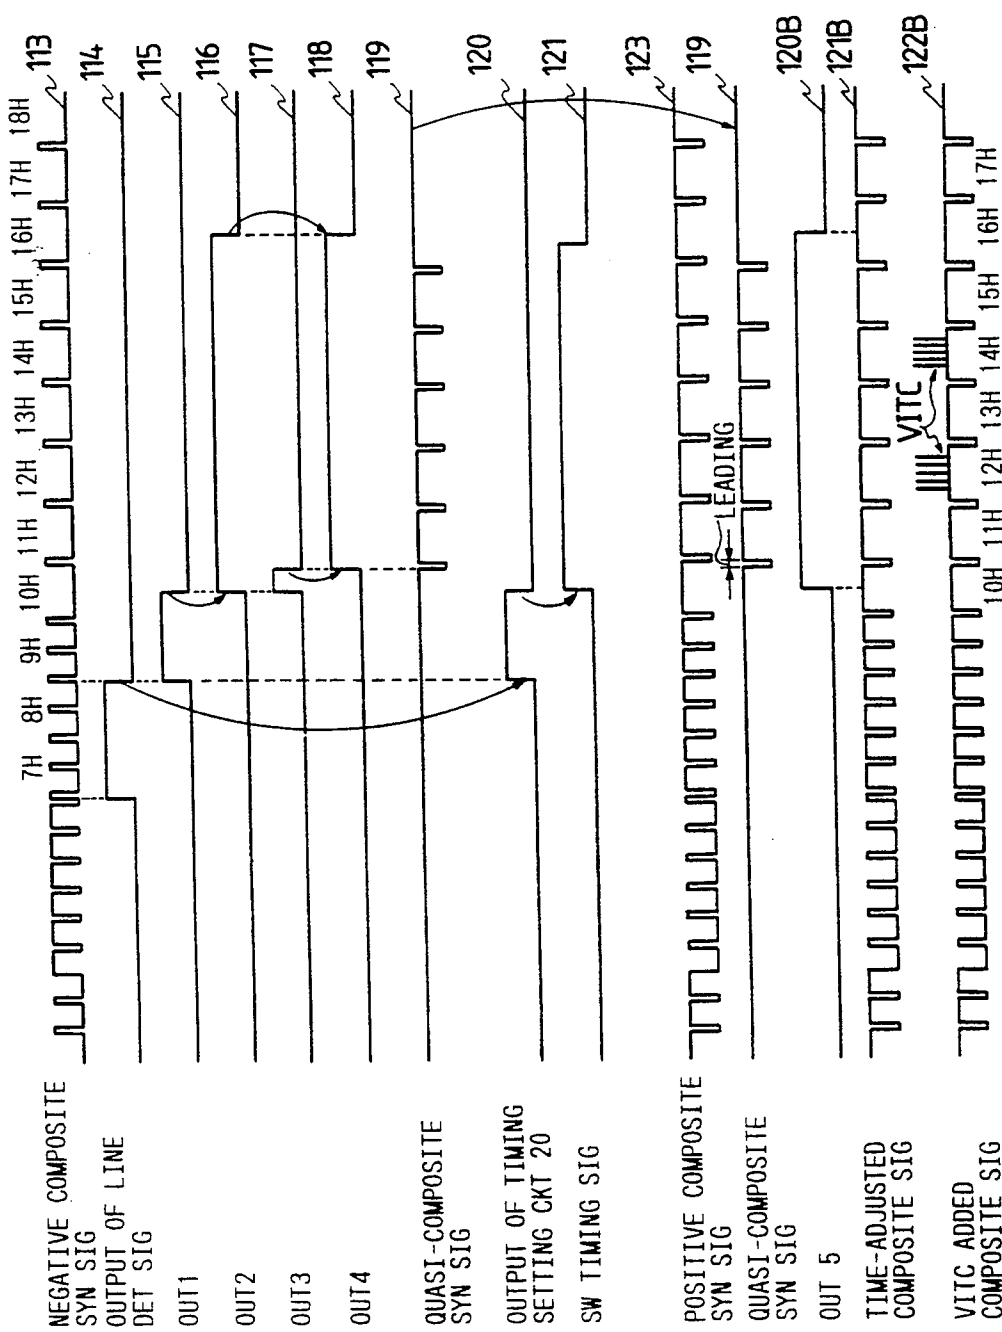 7H
8H
9H
10H
11H
12H
13H
14H
15H
16H
17H
18H
NEGATIVE COMPOSITE
SYN SIG
113
OUTPUT OF LINE
DET SIG
114
OUT1
115
OUT2
116
OUT3
117
OUT4
118
QUASI-COMPOSITE
SYN SIG
119
OUTPUT OF TIMING
SETTING CKT 20
120
SW TIMING SIG
121
POSITIVE COMPOSITE
SYN SIG
123
LEADING
QUASI-COMPOSITE
SYN SIG
119
OUT 5
120B
TIME-ADJUSTED
COMPOSITE SIG
121B
VITC
VITC ADDED
COMPOSITE SIG
122B
10H
11H
12H
13H
14H
15H
16H
17H